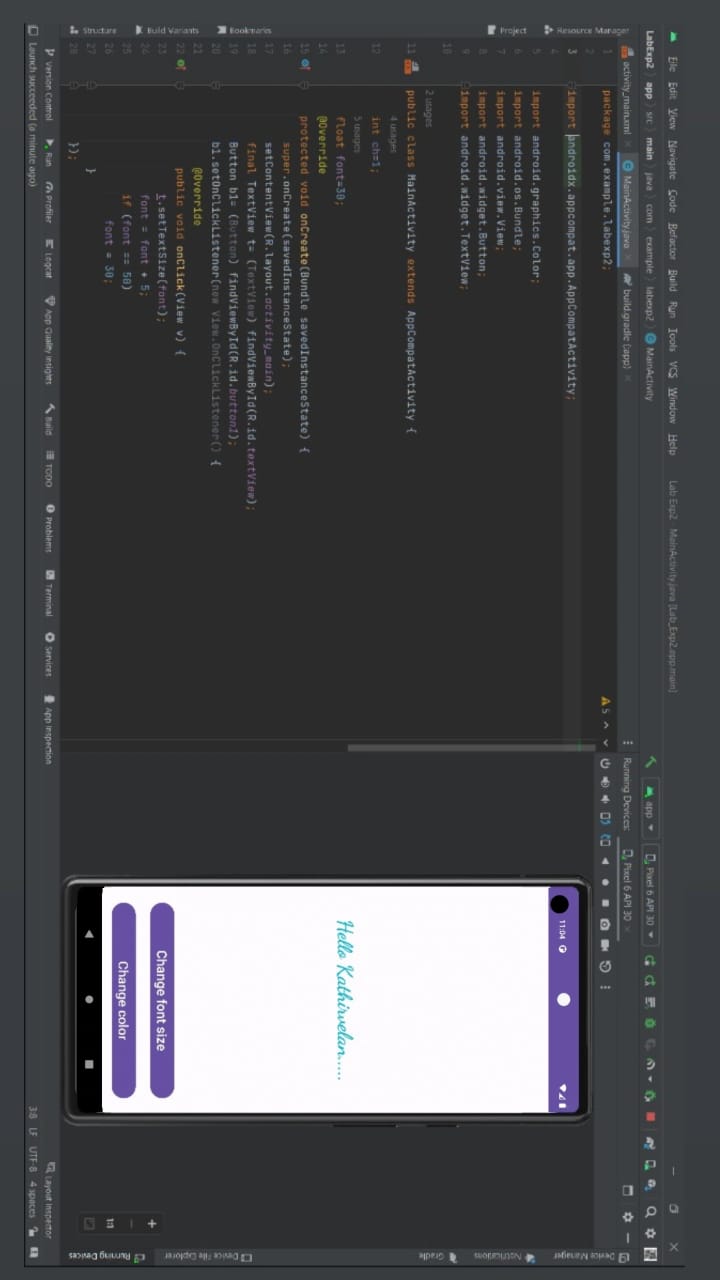 File Edit View Navigate Code Refactor Build Run Tools VCS Window Help Lab Exp2 - MainActivity.java [Lab_Exp2.app.main]
LabExp2 app src main java com example labexp2 MainActivity app Pixel 6 API 30
activity_main.xml MainActivity.java build.gradle (:app) Running Devices: Pixel 6 API 30
Resource Manager
Project
Bookmarks
Build Variants
Structure
1 package com.example.labexp2; 5
2
3 import androidx.appcompat.app.AppCompatActivity;
4
5 import android.graphics.Color;
6 import android.os.Bundle;
7 import android.view.View;
8 import android.widget.Button;
9 import android.widget.TextView;
10
2 usages
11 public class MainActivity extends AppCompatActivity {
4 usages
12 int ch=1;
5 usages
13 float font=30;
14 @Override
15 protected void onCreate(Bundle savedInstanceState) {
16 super.onCreate(savedInstanceState);
17 setContentView(R.layout.activity_main);
18 final TextView t= (TextView) findViewById(R.id.textView);
19 Button b1= (Button) findViewById(R.id.button1);
20 b1.setOnClickListener(new View.OnClickListener() {
21 @Override
22 public void onClick(View v) {
23 t.setTextSize(font);
24 font = font + 5;
25 if (font == 50)
26 font = 30;
27 }
28 });
11:04
Hello Kathirvelan.....
Change font size
Change color
1:1
Device Manager
Notifications
Gradle
Device File Explorer
Running Devices
Version Control Run Profiler Logcat App Quality Insights Build TODO Problems Terminal Services App Inspection Layout Inspector
Launch succeeded (a minute ago) 3:8 LF UTF-8 4 spaces